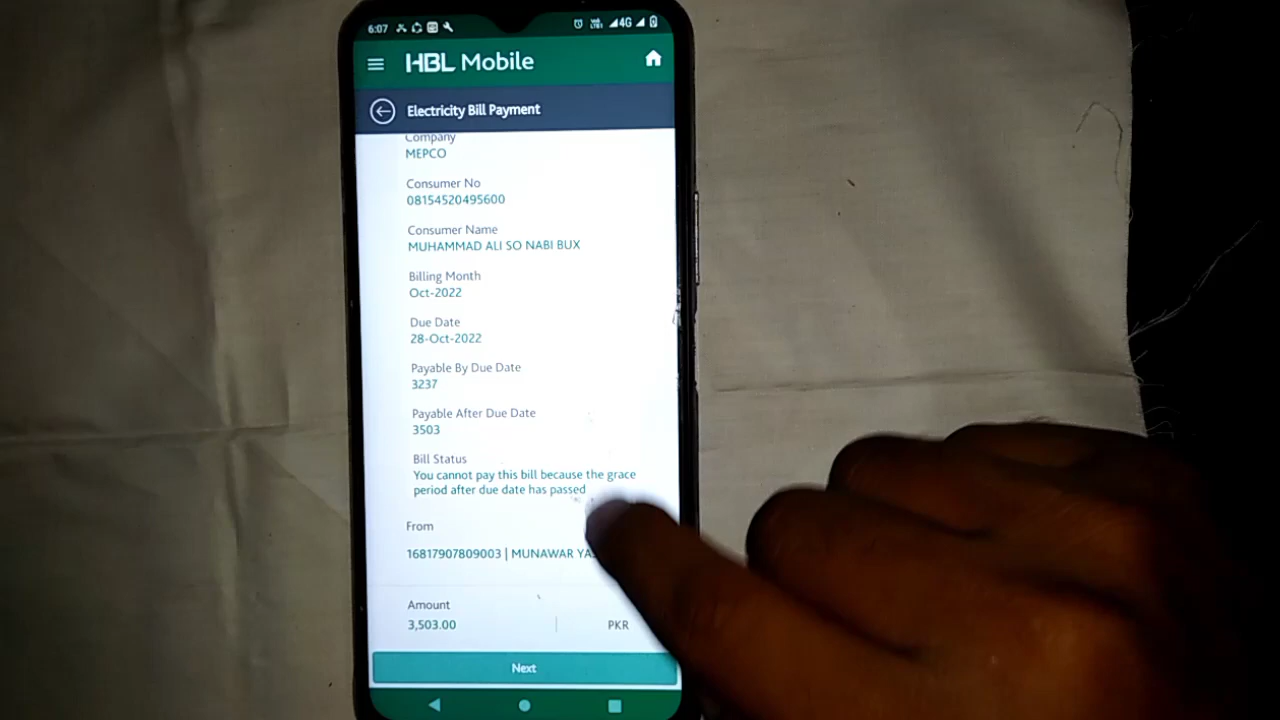 6:07 4G
HBL Mobile
Electricity Bill Payment
Company
MEPCO
Consumer No
08154520495600
Consumer Name
MUHAMMAD ALI SO NABI BUX
Billing Month
Oct-2022
Due Date
28-Oct-2022
Payable By Due Date
3237
Payable After Due Date
3503
Bill Status
You cannot pay this bill because the grace
period after due date has passed
From
16817907809003 | MUNAWAR
Amount
3,503.00 PKR
Next